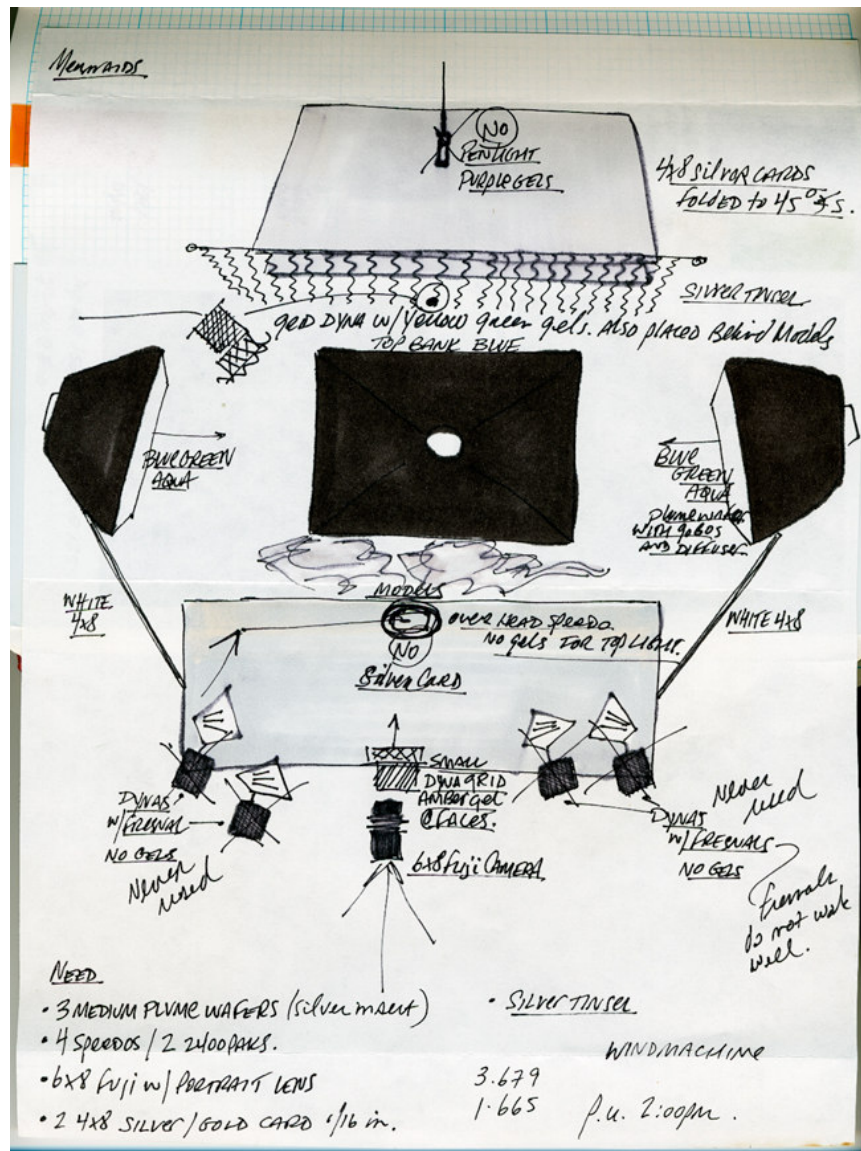 MERMAIDS
NO
PENLIGHT
PURPLE GELS
4x8 SILVER CARDS
FOLDED to 45°'s.
SILVER TINSEL
GRID DYNA W/ YELLOW green gels. Also placed Behind Models
TOP BANK BLUE
BLUE GREEN
AQUA
BLUE
GREEN
AQUA
PLUME WAFER
WITH GOBOS
AND DIFFUSER
WHITE
4x8
MODELS
OVER HEAD SPEEDO.
NO gels FOR TOP LIGHT.
WHITE 4x8
NO
Silver CARD
SMALL
DYNA GRID
AMBER gel
@ FACES.
DYNAS
W/ FRESNAL
NO GELS
Never
used
6x8 Fuji CAMERA
DYNAS
W/ FRESNALS
NO GELS
Never
used
Fresnals
do not work
well.
NEED
• 3 MEDIUM PLUME WAFERS (silver insert)
• 4 SPEEDOS / 2 2400 PAKS.
• 6x8 Fuji w/ PORTRAIT LENS
• 2 4x8 SILVER / GOLD CARD 1/16 in.
• SILVER TINSEL
WINDMACHINE
3.679
1.665
P.U. 2:00pm.